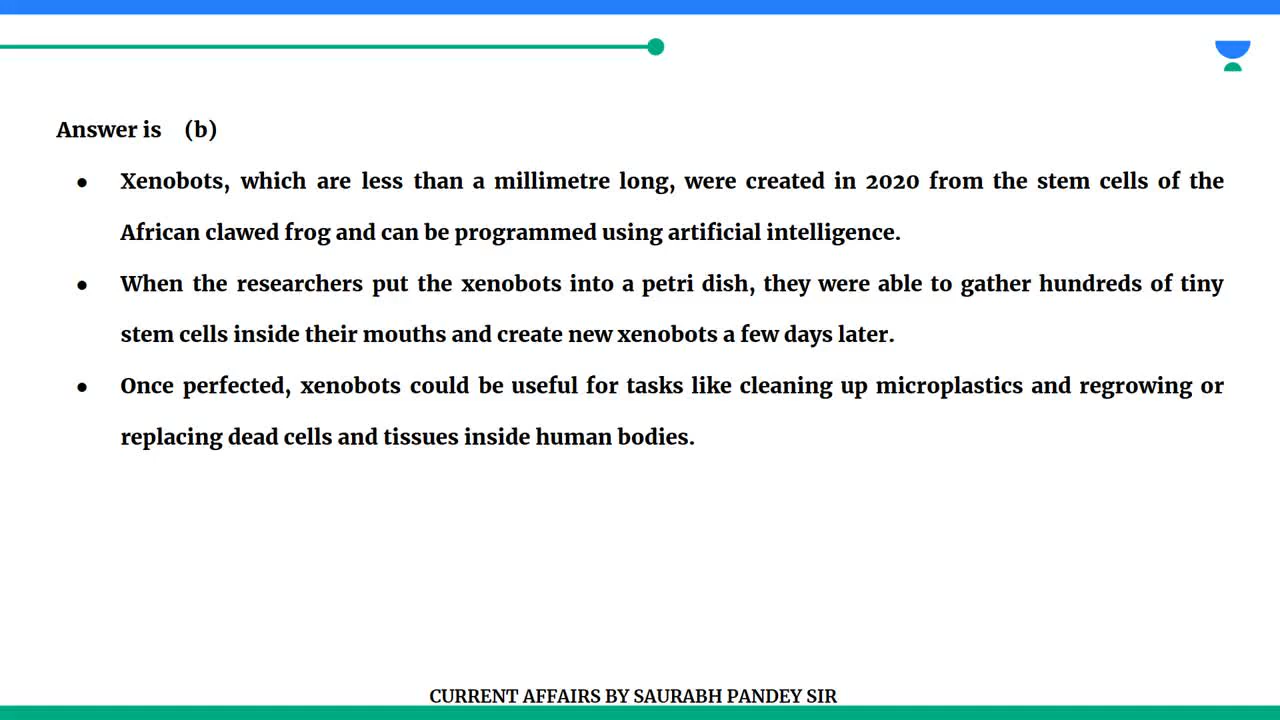 Answer is (b)
● Xenobots, which are less than a millimetre long, were created in 2020 from the stem cells of the
African clawed frog and can be programmed using artificial intelligence.
● When the researchers put the xenobots into a petri dish, they were able to gather hundreds of tiny
stem cells inside their mouths and create new xenobots a few days later.
● Once perfected, xenobots could be useful for tasks like cleaning up microplastics and regrowing or
replacing dead cells and tissues inside human bodies.
CURRENT AFFAIRS BY SAURABH PANDEY SIR